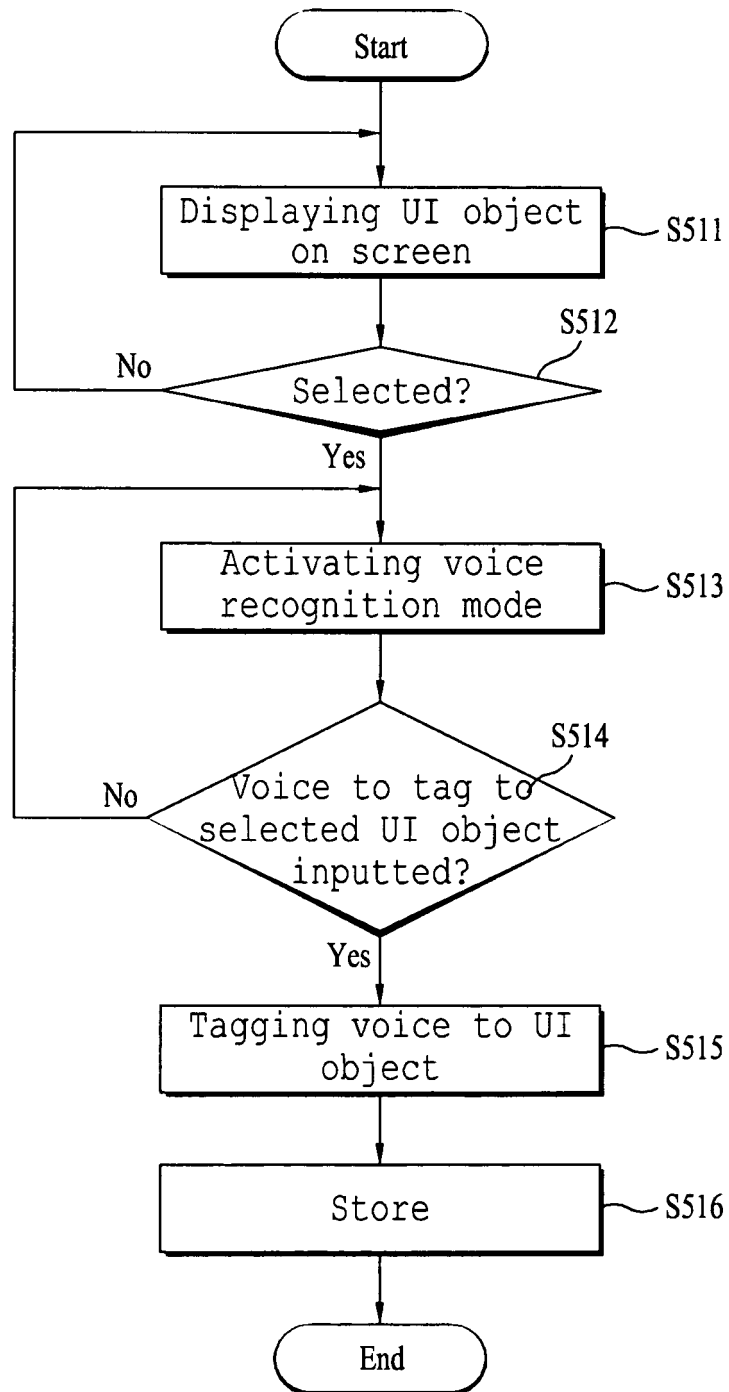 Start
Displaying UI object
on screen
S511
S512
No
Selected?
Yes
Activating voice
recognition mode
S513
S514
No
Voice to tag to
selected UI object
inputted?
Yes
Tagging voice to UI
object
S515
Store
S516
End